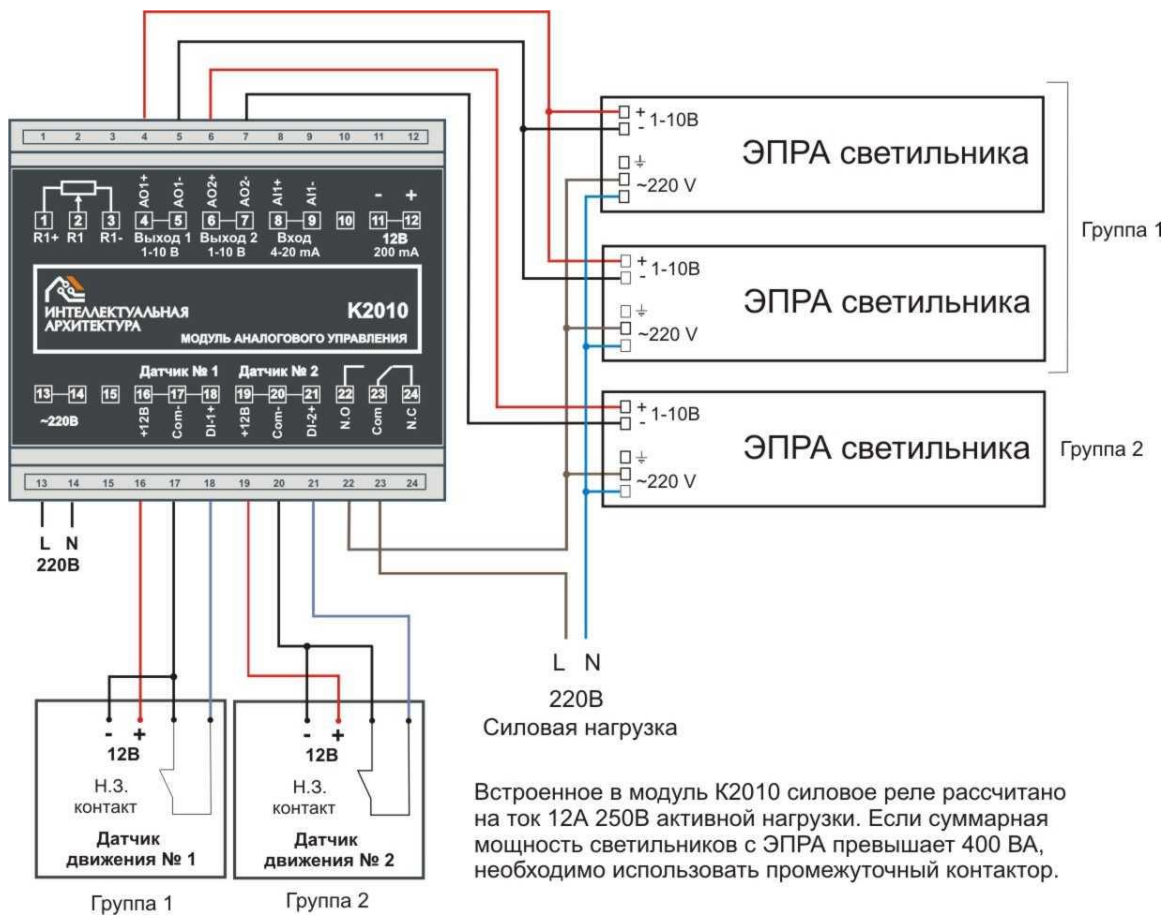 1 2 3 4 5 6 7 8 9 10 11 12
AO1+ AO1- AO2+ AO2- AI1+ AI1- - +
1 2 3 4 5 6 7 8 9 10 11 12
R1+ R1 R1- Выход 1 Выход 2 Вход 12В
1-10 В 1-10 В 4-20 mA 200 mA
ИНТЕЛЛЕКТУАЛЬНАЯ
АРХИТЕКТУРА
K2010
МОДУЛЬ АНАЛОГОВОГО УПРАВЛЕНИЯ
Датчик № 1 Датчик № 2
13 14 15 16 17 18 19 20 21 22 23 24
~220В +12В Com- DI-1+ +12В Com- DI-2+ N.O Com N.C
13 14 15 16 17 18 19 20 21 22 23 24
L N
220В
+ 1-10В
-
~220 V
ЭПРА светильника
+ 1-10В
-
~220 V
ЭПРА светильника
Группа 1
+ 1-10В
-
~220 V
ЭПРА светильника
Группа 2
L N
220В
Силовая нагрузка
- +
12В
Н.З.
контакт
Датчик
движения № 1
Группа 1
- +
12В
Н.З.
контакт
Датчик
движения № 2
Группа 2
Встроенное в модуль К2010 силовое реле рассчитано
на ток 12А 250В активной нагрузки. Если суммарная
мощность светильников с ЭПРА превышает 400 ВА,
необходимо использовать промежуточный контактор.